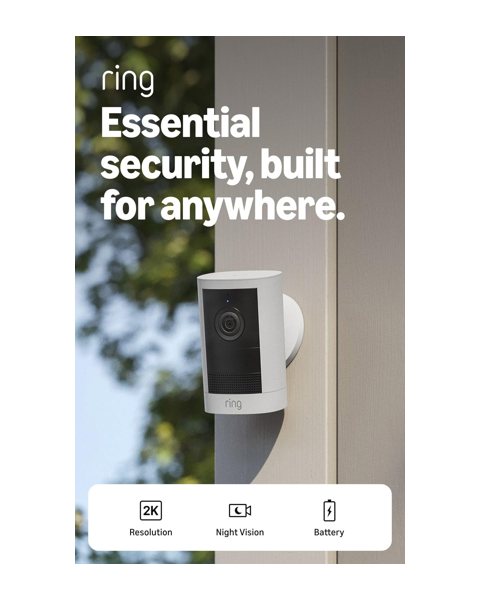 ring
Essential
security, built
for anywhere.
ring
2K
Resolution
Night Vision
Battery